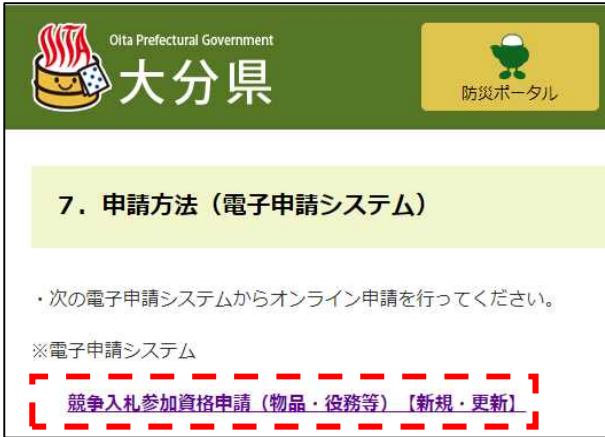 OITA
Oita Prefectural Government
大分県
防災ポータル
７．申請方法（電子申請システム）
・次の電子申請システムからオンライン申請を行ってください。
※電子申請システム
競争入札参加資格申請（物品・役務等）【新規・更新】